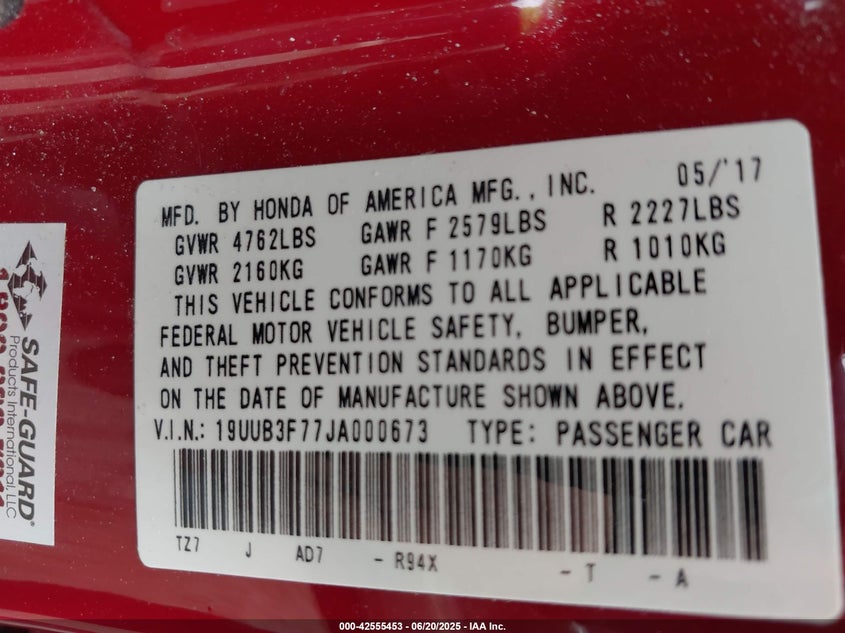 MFD. BY HONDA OF AMERICA MFG., INC. 05/'17
GVWR 4762LBS GAWR F 2579LBS R 2227LBS
GVWR 2160KG GAWR F 1170KG R 1010KG
THIS VEHICLE CONFORMS TO ALL APPLICABLE
FEDERAL MOTOR VEHICLE SAFETY, BUMPER,
AND THEFT PREVENTION STANDARDS IN EFFECT
ON THE DATE OF MANUFACTURE SHOWN ABOVE.
V.I.N.: 19UUB3F77JA000673 TYPE: PASSENGER CAR
TZ7 J AD7 - R94X - T - A
SAFE-GUARD®
Products International, LLC
000-42555453 - 06/20/2025 - IAA Inc.